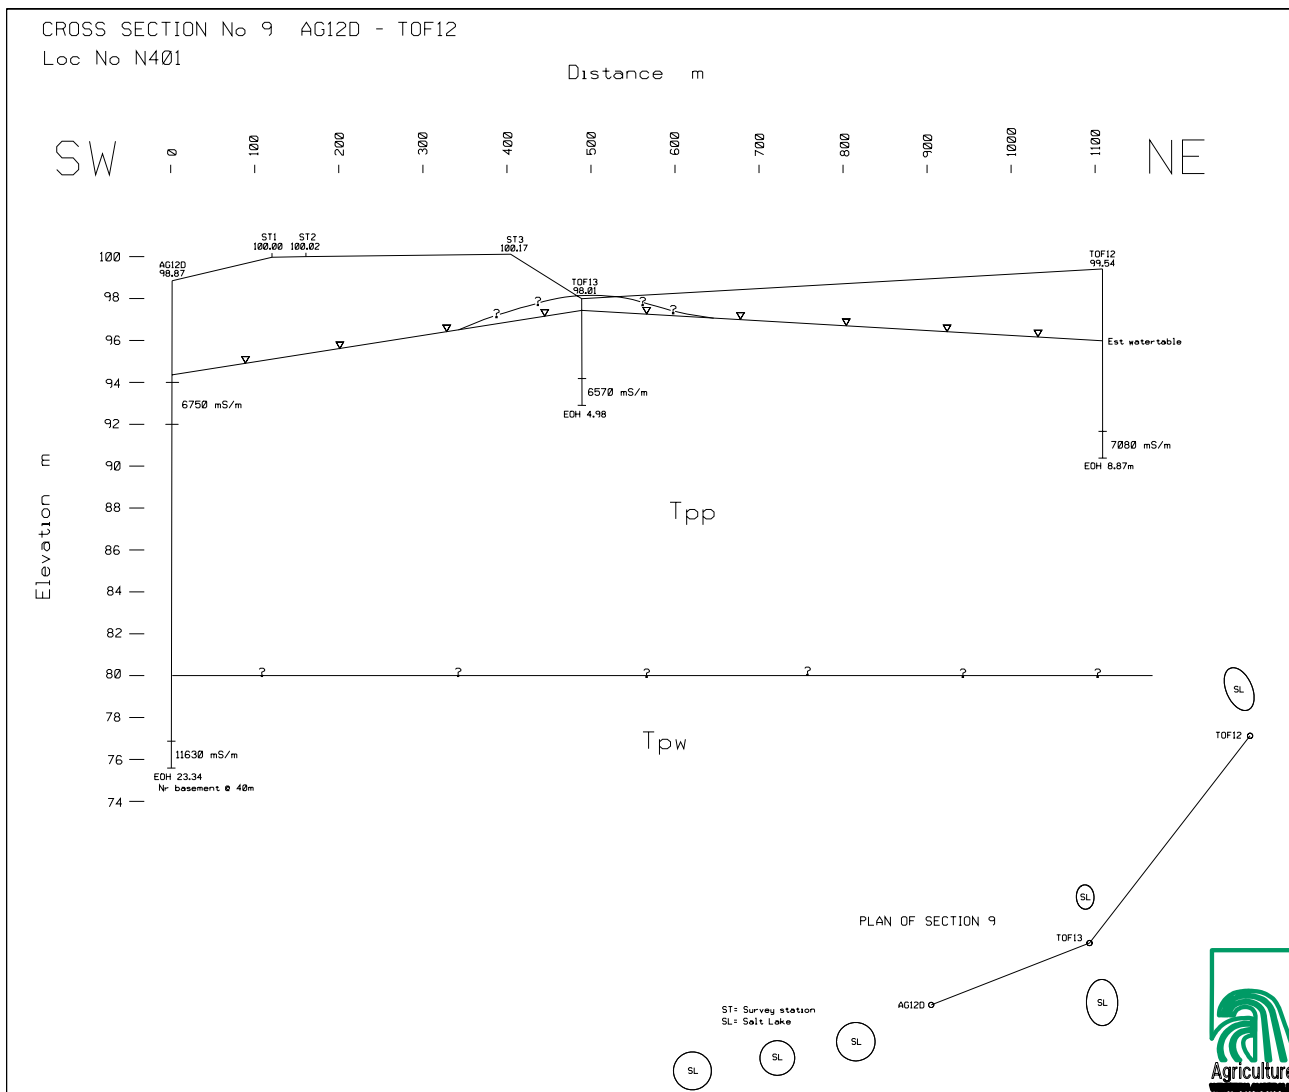 CROSS SECTION No 9 AG12D - TOF12
Loc No N401
Distance m
SW
0 100 200 300 400 500 600 700 800 900 1000 1100
NE
ST1 ST2 ST3
100.00 100.02 100.17
AG12D
98.87
TOF13
98.01
TOF12
99.54
100
98
96
94
92
90
88
86
84
82
80
78
76
74
Elevation m
? ? ? ?
Est watertable
6750 mS/m
6570 mS/m
EOH 4.98
7080 mS/m
EOH 8.87m
Tpp
? ? ? ? ? ?
Tpw
11630 mS/m
EOH 23.34
Nr basement @ 40m
SL
TOF12
SL
PLAN OF SECTION 9
TOF13
AG12D
SL
ST= Survey station
SL= Salt Lake
SL
SL
SL
Agriculture